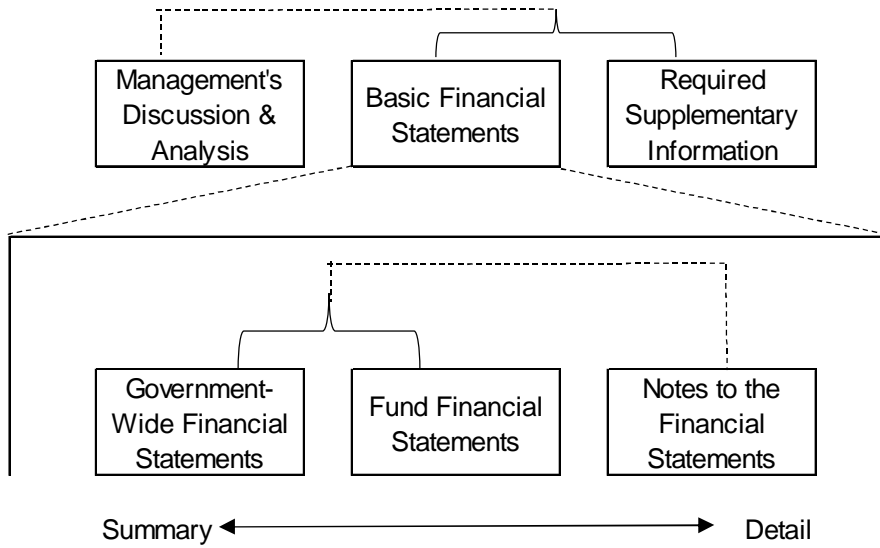 Management's
Discussion &
Analysis
Basic Financial
Statements
Required
Supplementary
Information
Government-
Wide Financial
Statements
Fund Financial
Statements
Notes to the
Financial
Statements
Summary
Detail